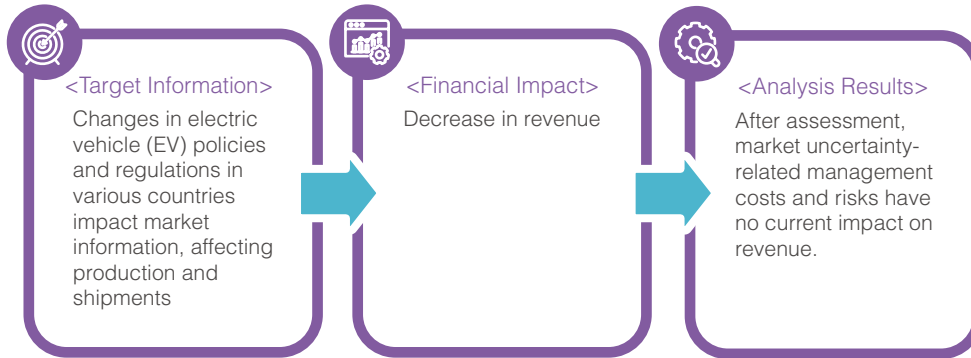 <Target Information>
Changes in electric
vehicle (EV) policies
and regulations in
various countries
impact market
information, affecting
production and
shipments
<Financial Impact>
Decrease in revenue
<Analysis Results>
After assessment,
market uncertainty-
related management
costs and risks have
no current impact on
revenue.